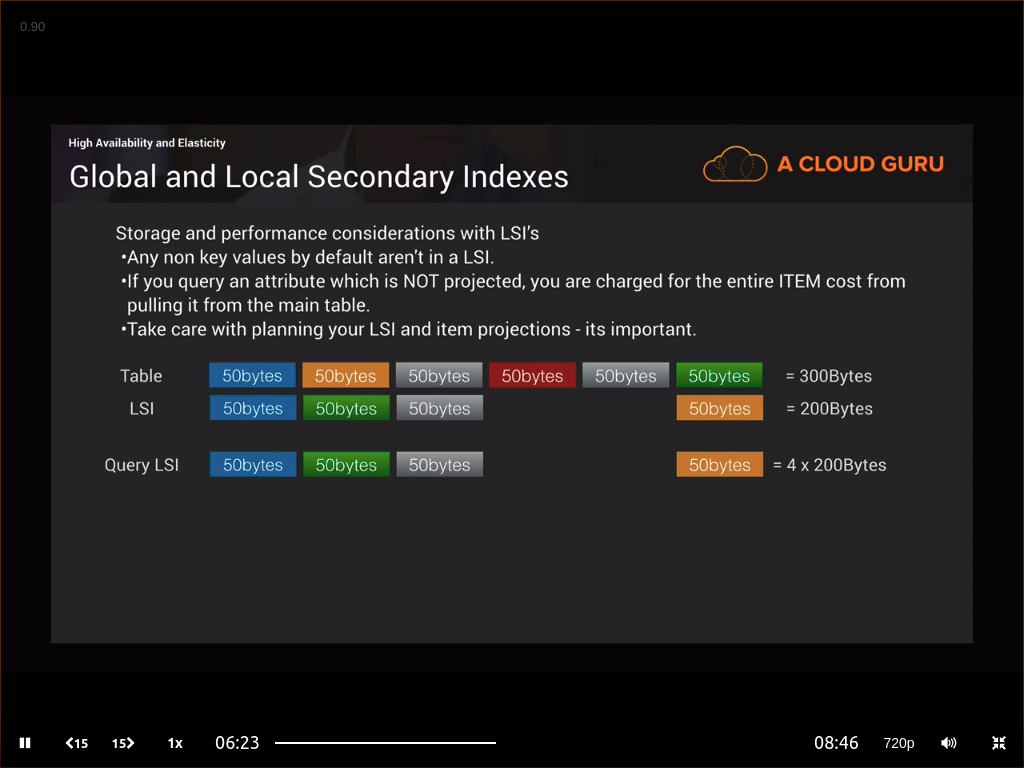 0.90
High Availability and Elasticity
Global and Local Secondary Indexes
A CLOUD GURU
Storage and performance considerations with LSI's
•Any non key values by default aren't in a LSI.
•If you query an attribute which is NOT projected, you are charged for the entire ITEM cost from
pulling it from the main table.
•Take care with planning your LSI and item projections - its important.
Table 50bytes 50bytes 50bytes 50bytes 50bytes 50bytes = 300Bytes
LSI 50bytes 50bytes 50bytes 50bytes = 200Bytes
Query LSI 50bytes 50bytes 50bytes 50bytes = 4 x 200Bytes
15 15 1x 06:23 08:46 720p